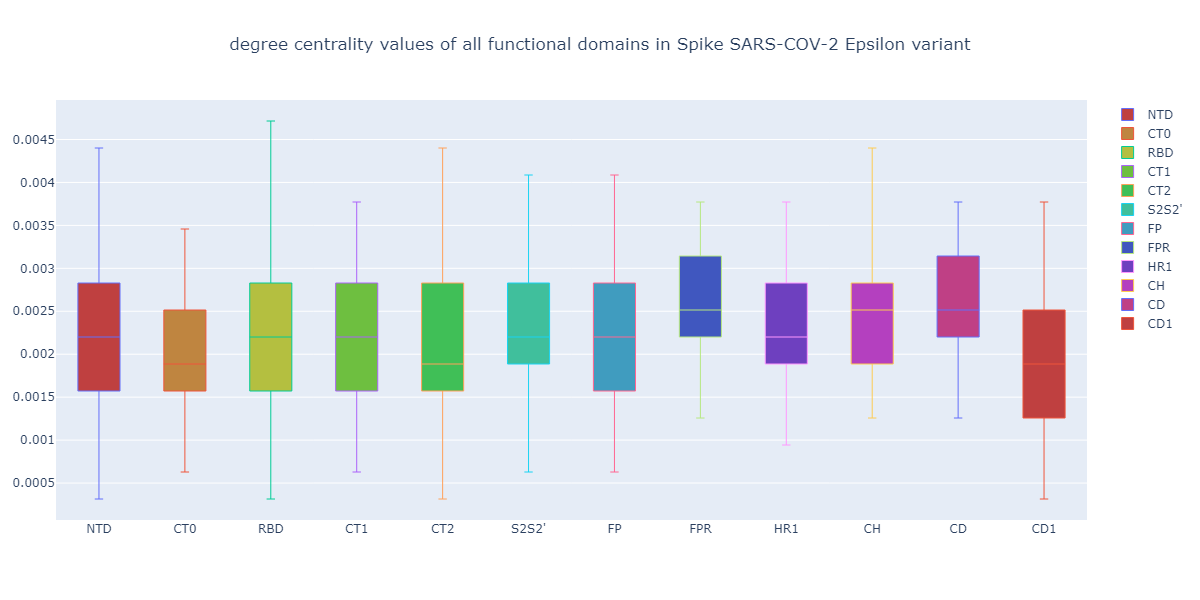 degree centrality values of all functional domains in Spike SARS-COV-2 Epsilon variant
0.0045
0.004
0.0035
0.003
0.0025
0.002
0.0015
0.001
0.0005
NTD CT0 RBD CT1 CT2 S2S2' FP FPR HR1 CH CD CD1
NTD
CT0
RBD
CT1
CT2
S2S2'
FP
FPR
HR1
CH
CD
CD1